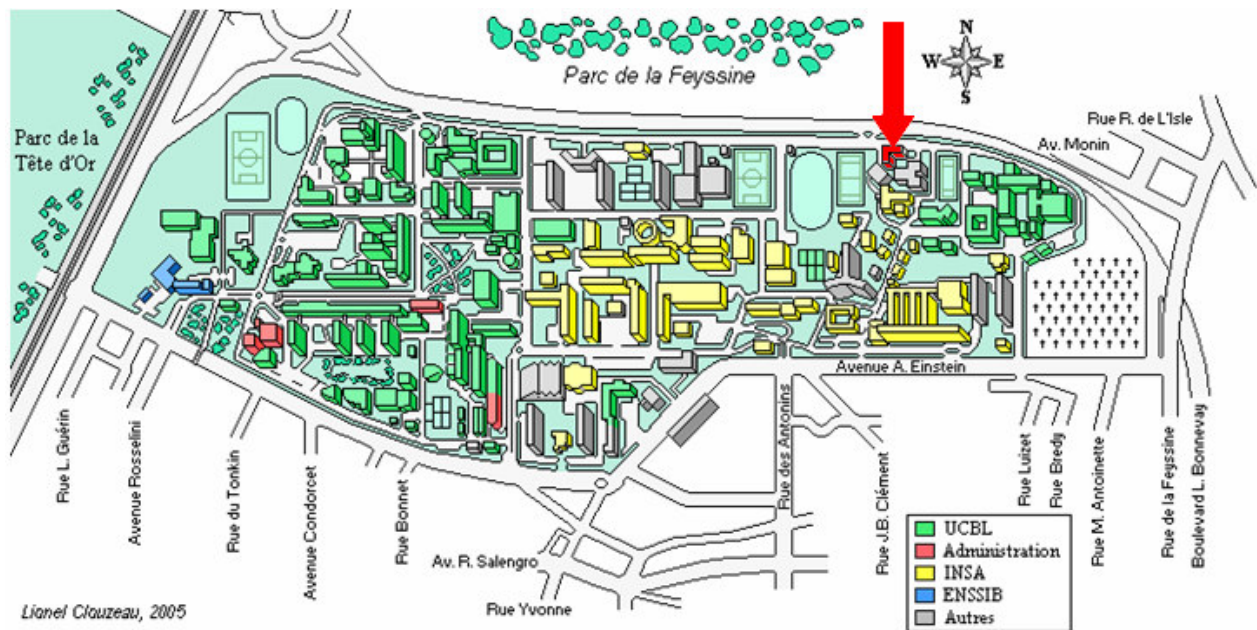 Parc de la Feyssine
N
W
E
S
Parc de la
Tête d'Or
Rue R. de L'Isle
Av. Monin
Avenue A. Einstein
Rue L. Guérin
Avenue Rosselini
Rue du Tonkin
Avenue Condorcet
Rue Bonnet
Av. R. Salengro
Rue Yvonne
Rue des Antonins
Rue J.B. Clément
Rue Luizet
Rue Bredy
Rue M. Antoinette
Rue de la Feyssine
Boulevard L. Bonnevay
UCBL
Administration
INSA
ENSSIB
Autres
Lionel Clouzeau, 2005